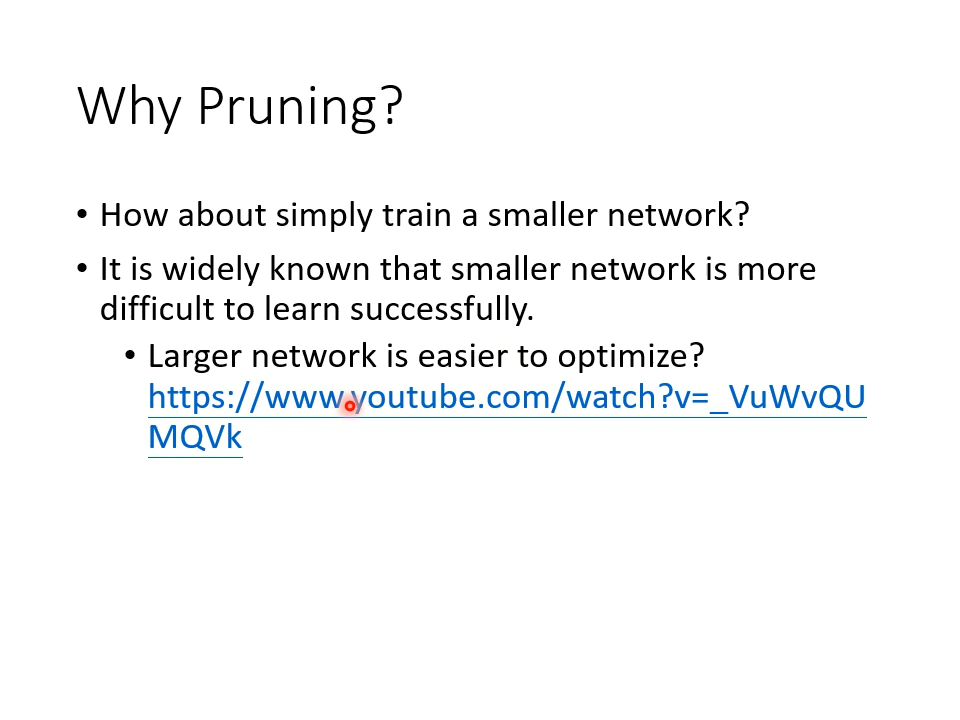 Why Pruning?
• How about simply train a smaller network?
• It is widely known that smaller network is more
difficult to learn successfully.
• Larger network is easier to optimize?
https://www.youtube.com/watch?v=_VuWvQU
MQVk